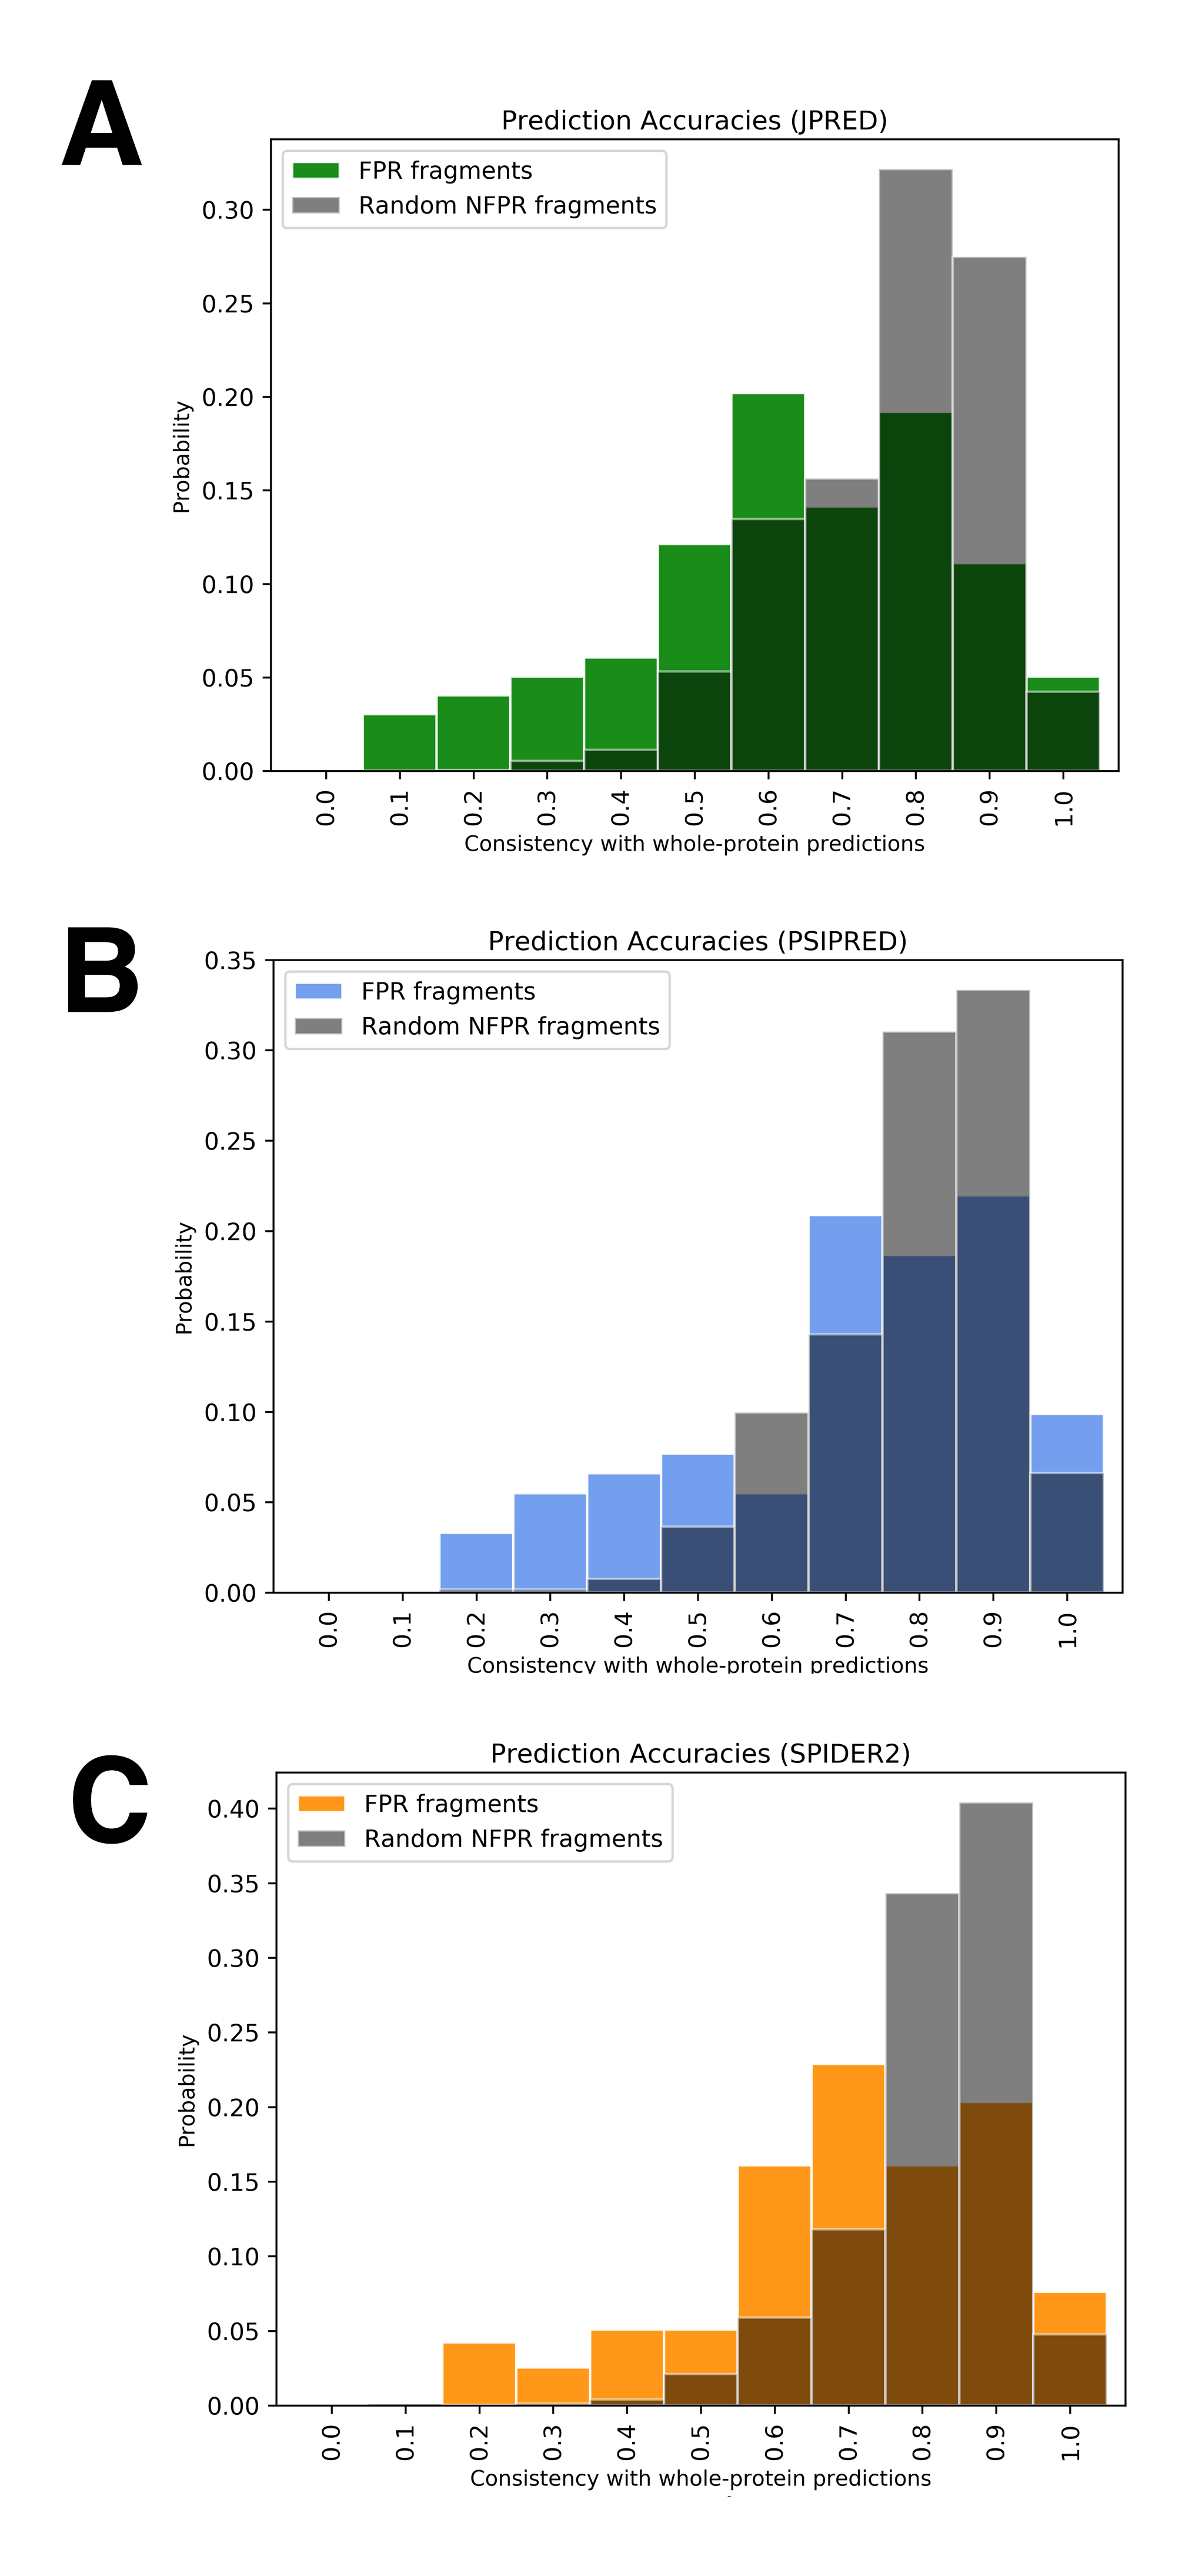 A
Prediction Accuracies (JPRED)
FPR fragments
Random NFPR fragments
0.30
0.25
0.20
0.15
0.10
0.05
0.00
Probability
0.0 0.1 0.2 0.3 0.4 0.5 0.6 0.7 0.8 0.9 1.0
Consistency with whole-protein predictions
B
Prediction Accuracies (PSIPRED)
FPR fragments
Random NFPR fragments
0.35
0.30
0.25
0.20
0.15
0.10
0.05
0.00
Probability
0.0 0.1 0.2 0.3 0.4 0.5 0.6 0.7 0.8 0.9 1.0
Consistency with whole-protein predictions
C
Prediction Accuracies (SPIDER2)
FPR fragments
Random NFPR fragments
0.40
0.35
0.30
0.25
0.20
0.15
0.10
0.05
0.00
Probability
0.0 0.1 0.2 0.3 0.4 0.5 0.6 0.7 0.8 0.9 1.0
Consistency with whole-protein predictions